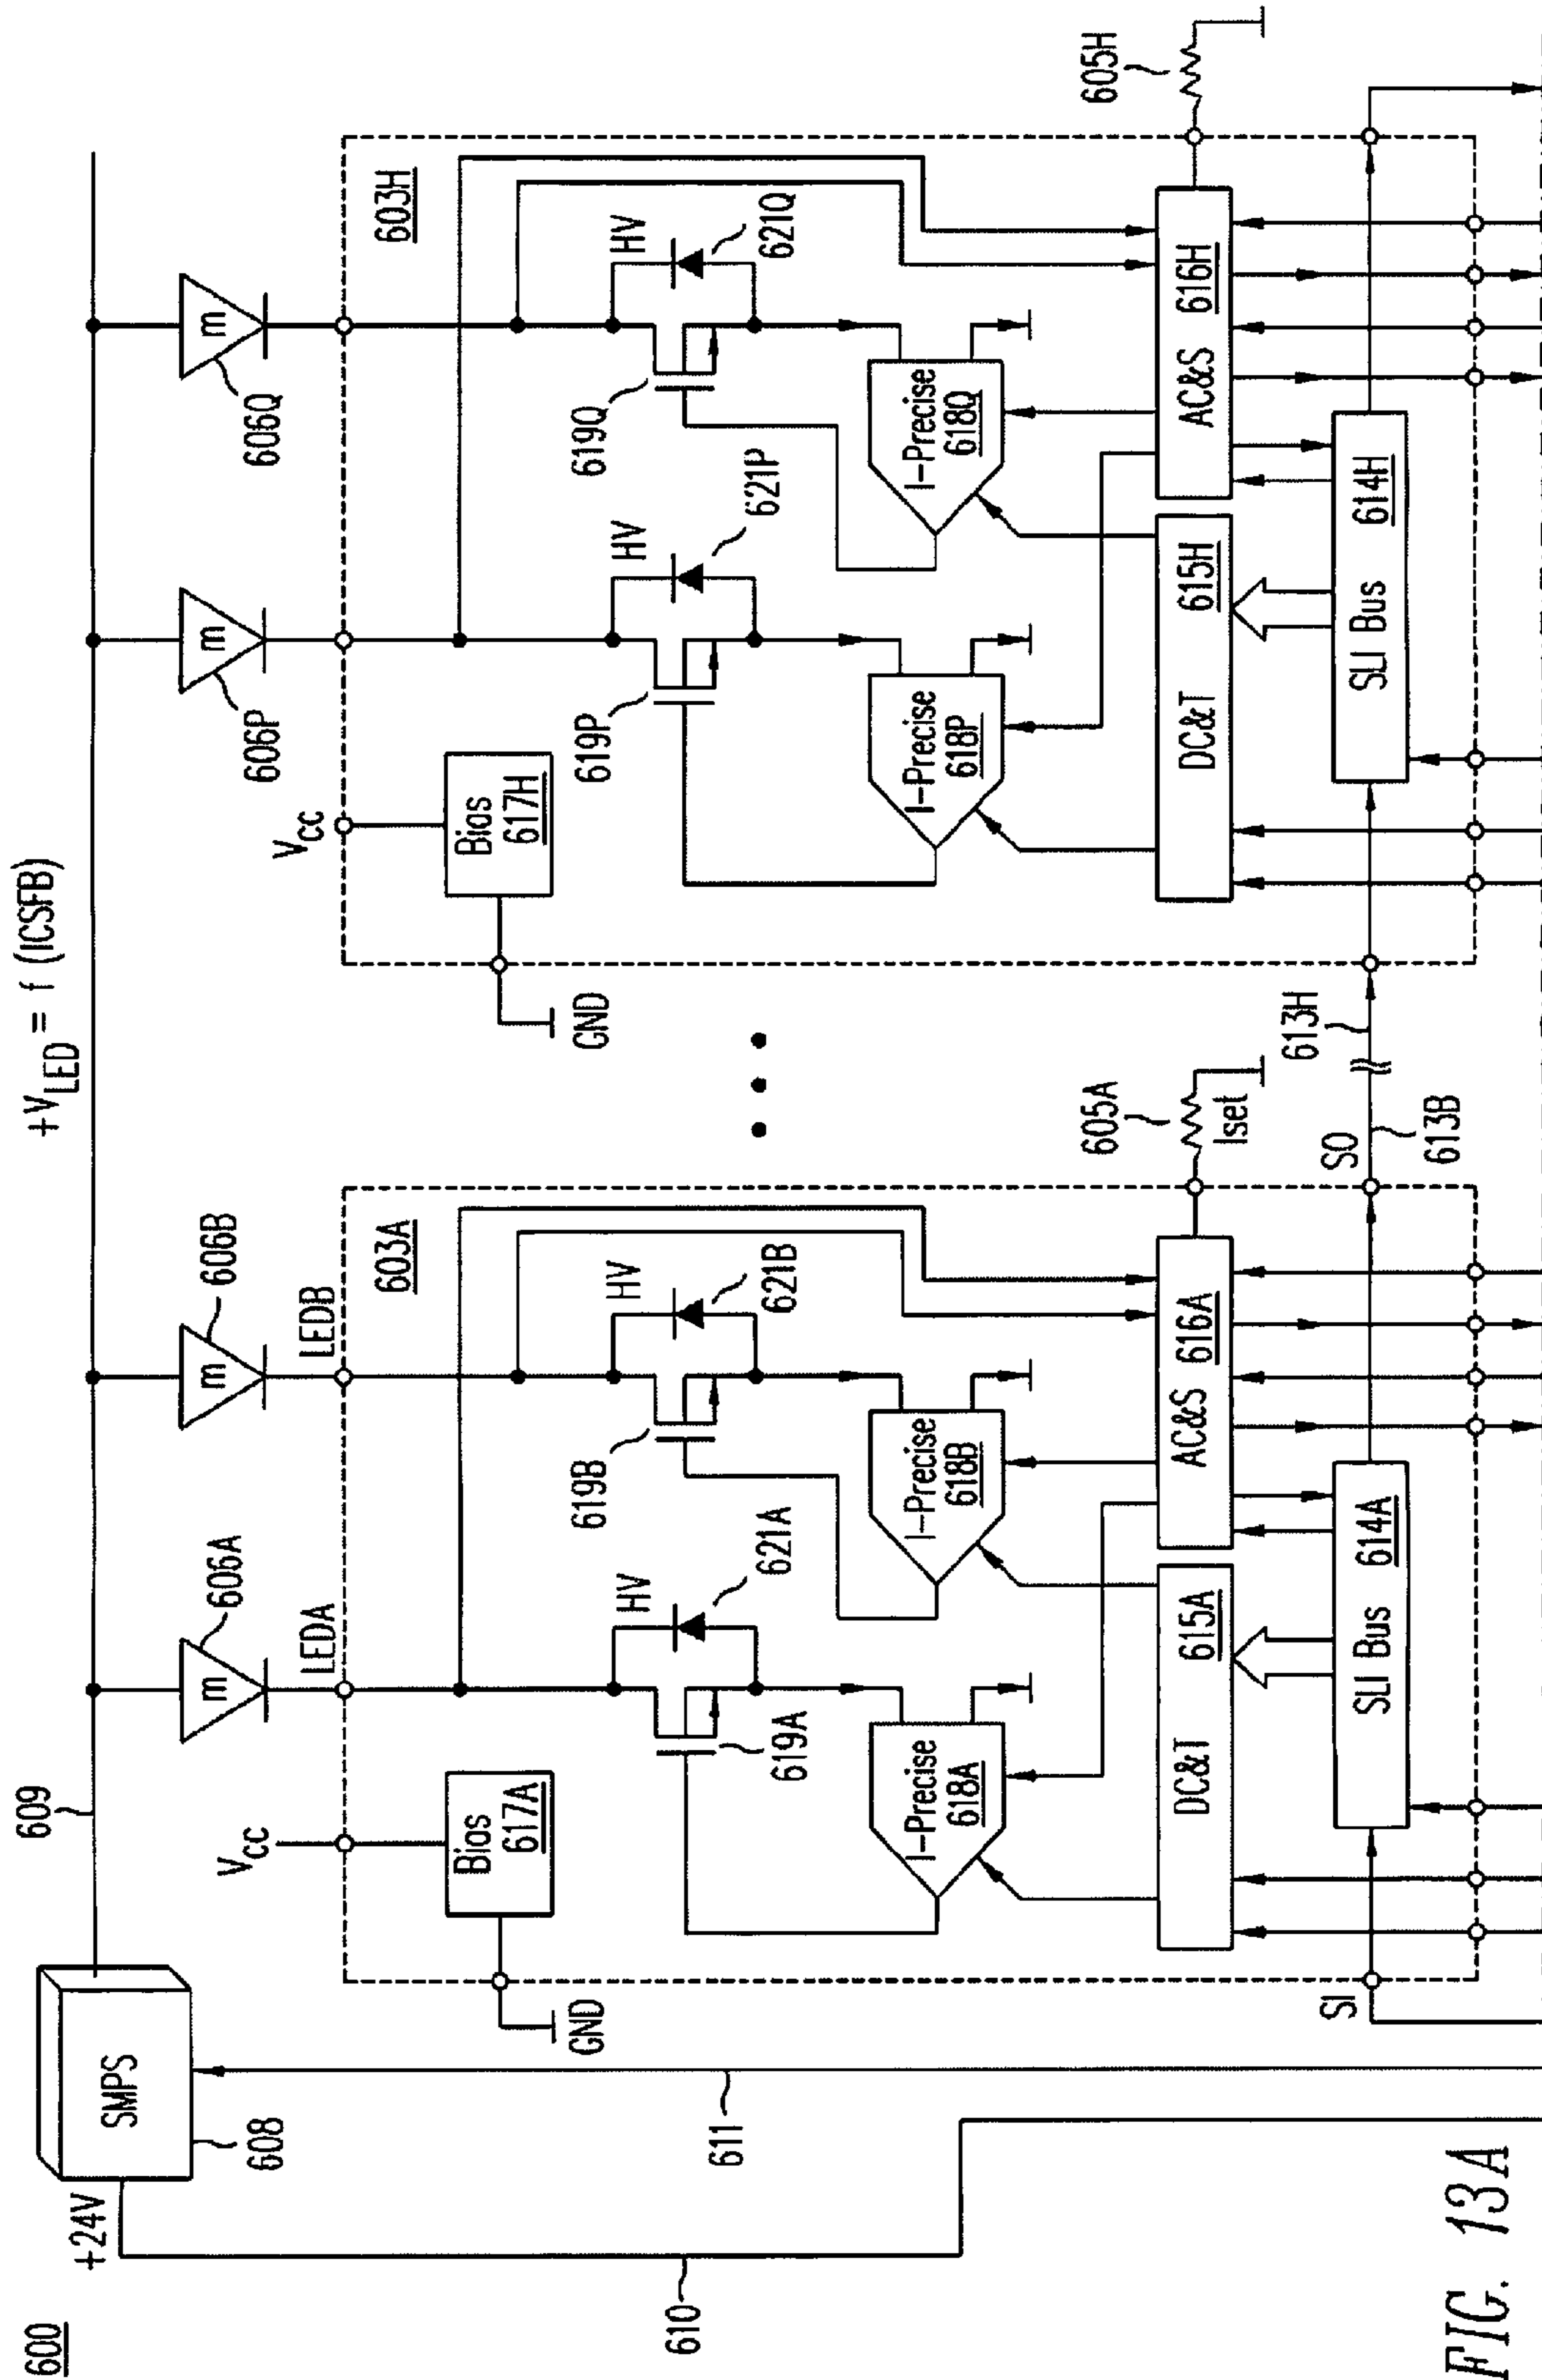 600
+V_LED = f (ICSFB)
609
SMPS
608
+24V
610
611
606A
m
606B
m
606P
m
606Q
m
LEDA
LEDB
V_CC
GND
Bias
617A
603A
HV
621A
619A
HV
621B
619B
I-Precise
618A
I-Precise
618B
DC&T 615A
AC&S 616A
605A
Iset
SLI Bus 614A
SI
SO
613B
613H
V_CC
GND
Bias
617H
603H
HV
621P
619P
HV
621Q
619Q
I-Precise
618P
I-Precise
618Q
DC&T 615H
AC&S 616H
605H
SLI Bus 614H
FIG. 13A